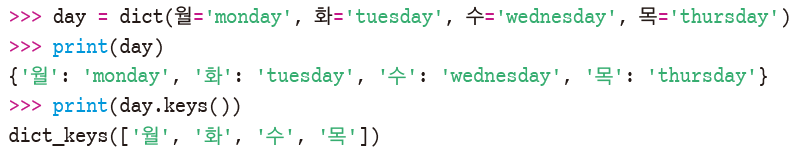 >>> day = dict(월='monday', 화='tuesday', 수='wednesday', 목='thursday')
>>> print(day)
{'월': 'monday', '화': 'tuesday', '수': 'wednesday', '목': 'thursday'}
>>> print(day.keys())
dict_keys(['월', '화', '수', '목'])